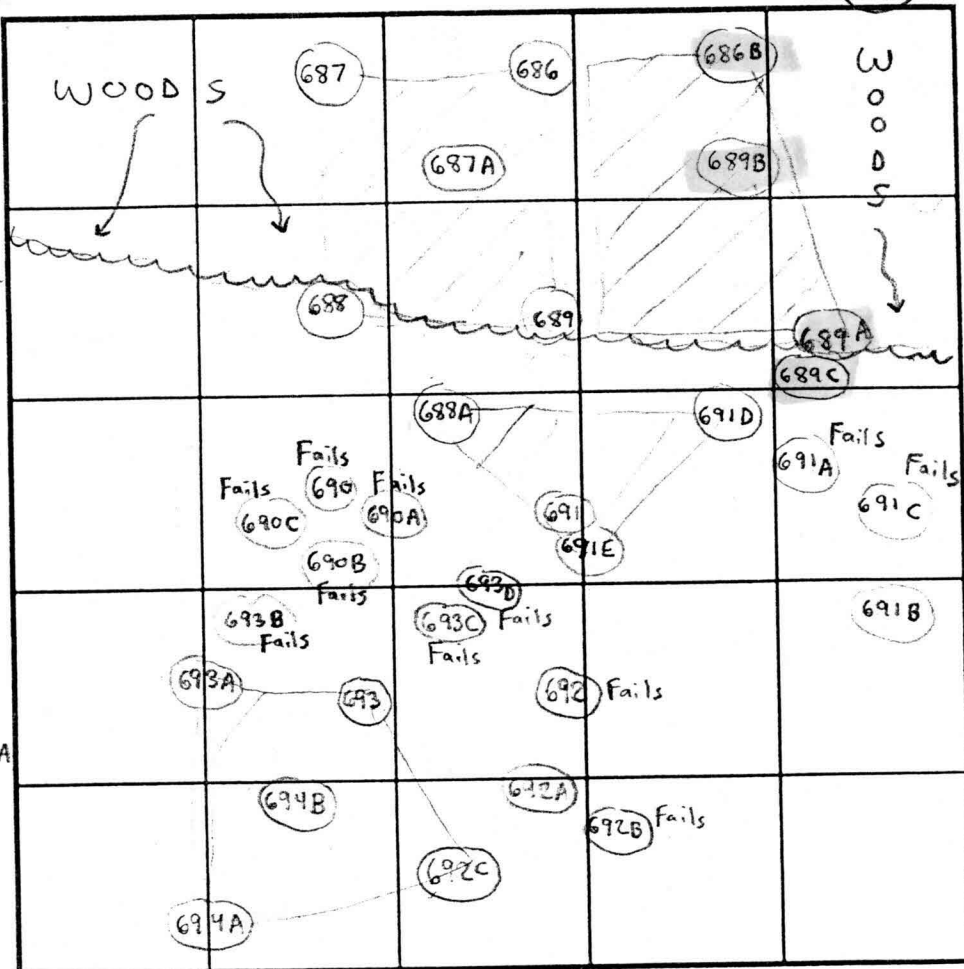 687
686
686B
WOODS
WOODS
687A
689B
688
689
689A
689C
688A
691D
Fails
691A
Fails
691C
Fails
690
Fails
690C
Fails
690A
691
691E
690B
Fails
693D
Fails
693B
Fails
693C
Fails
691B
693A
693
692 Fails
A
694B
692A
692B Fails
692C
694A